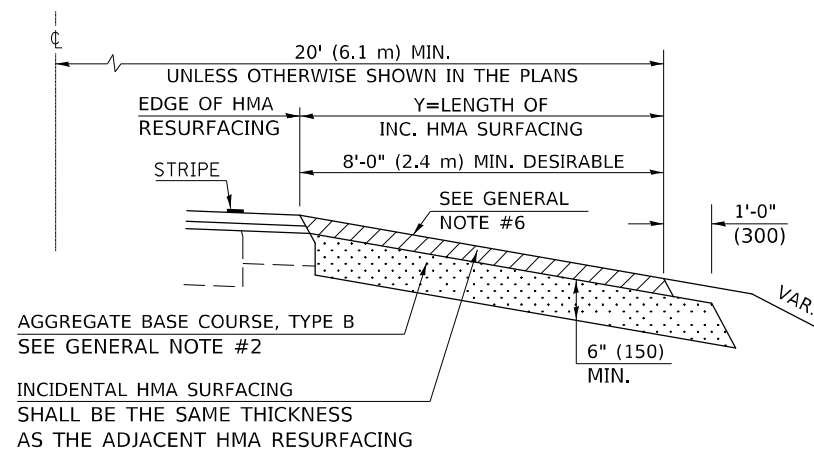 ℄
20' (6.1 m) MIN.
UNLESS OTHERWISE SHOWN IN THE PLANS
EDGE OF HMA
RESURFACING
Y=LENGTH OF
INC. HMA SURFACING
8'-0" (2.4 m) MIN. DESIRABLE
STRIPE
SEE GENERAL
NOTE #6
1'-0"
(300)
VAR.
AGGREGATE BASE COURSE, TYPE B
SEE GENERAL NOTE #2
6" (150)
MIN.
INCIDENTAL HMA SURFACING
SHALL BE THE SAME THICKNESS
AS THE ADJACENT HMA RESURFACING